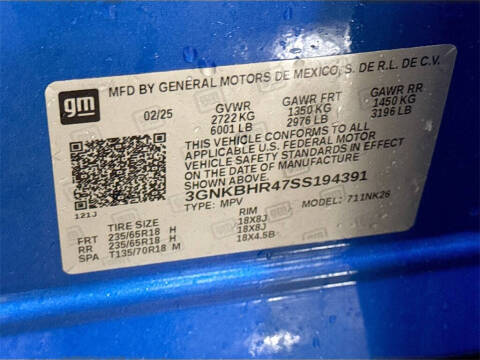 gm
MFD BY GENERAL MOTORS DE MEXICO, S. DE R.L. DE C.V.
02/25 GVWR GAWR FRT GAWR RR
2722 KG 1350 KG 1450 KG
6001 LB 2976 LB 3196 LB
THIS VEHICLE CONFORMS TO ALL
APPLICABLE U.S. FEDERAL MOTOR
VEHICLE SAFETY STANDARDS IN EFFECT
ON THE DATE OF MANUFACTURE
SHOWN ABOVE.
3GNKBHR47SS194391
121J
TYPE: MPV MODEL: 711NK26
TIRE SIZE RIM
FRT 235/65R18 H 18X8J
RR 235/65R18 H 18X8J
SPA T135/70R18 M 18X4.5B